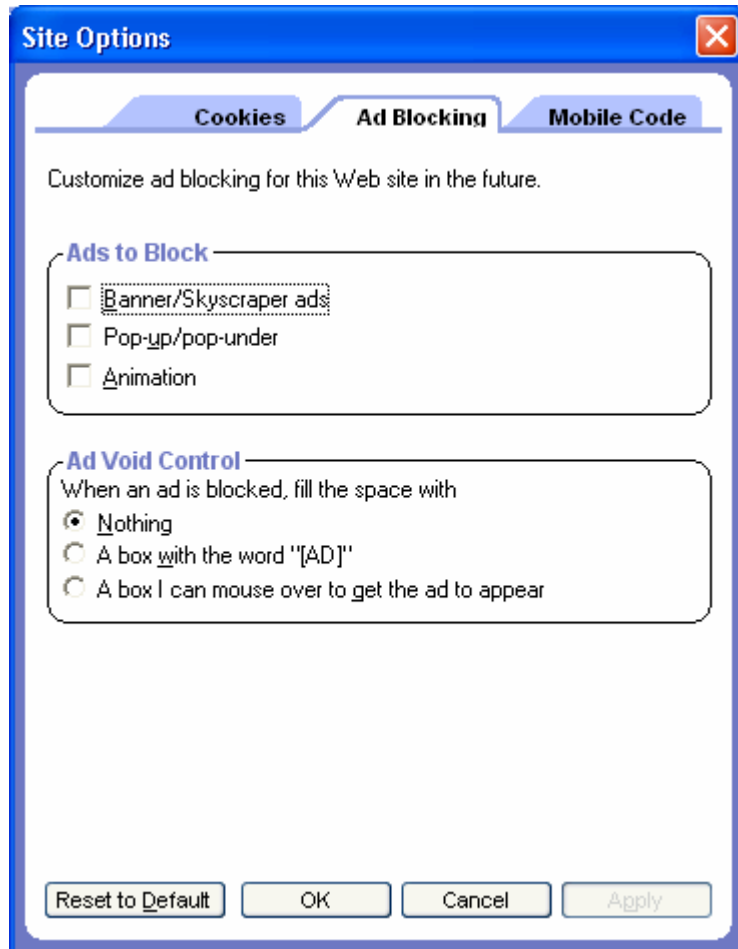 Site Options
Cookies Ad Blocking Mobile Code
Customize ad blocking for this Web site in the future.
Ads to Block
Banner/Skyscraper ads
Pop-up/pop-under
Animation
Ad Void Control
When an ad is blocked, fill the space with
Nothing
A box with the word "[AD]"
A box I can mouse over to get the ad to appear
Reset to Default OK Cancel Apply